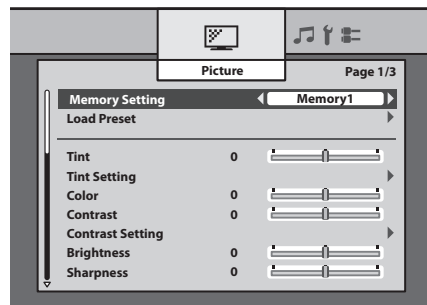 Picture
Page 1/3
Memory Setting Memory1
Load Preset
Tint 0
Tint Setting
Color 0
Contrast 0
Contrast Setting
Brightness 0
Sharpness 0